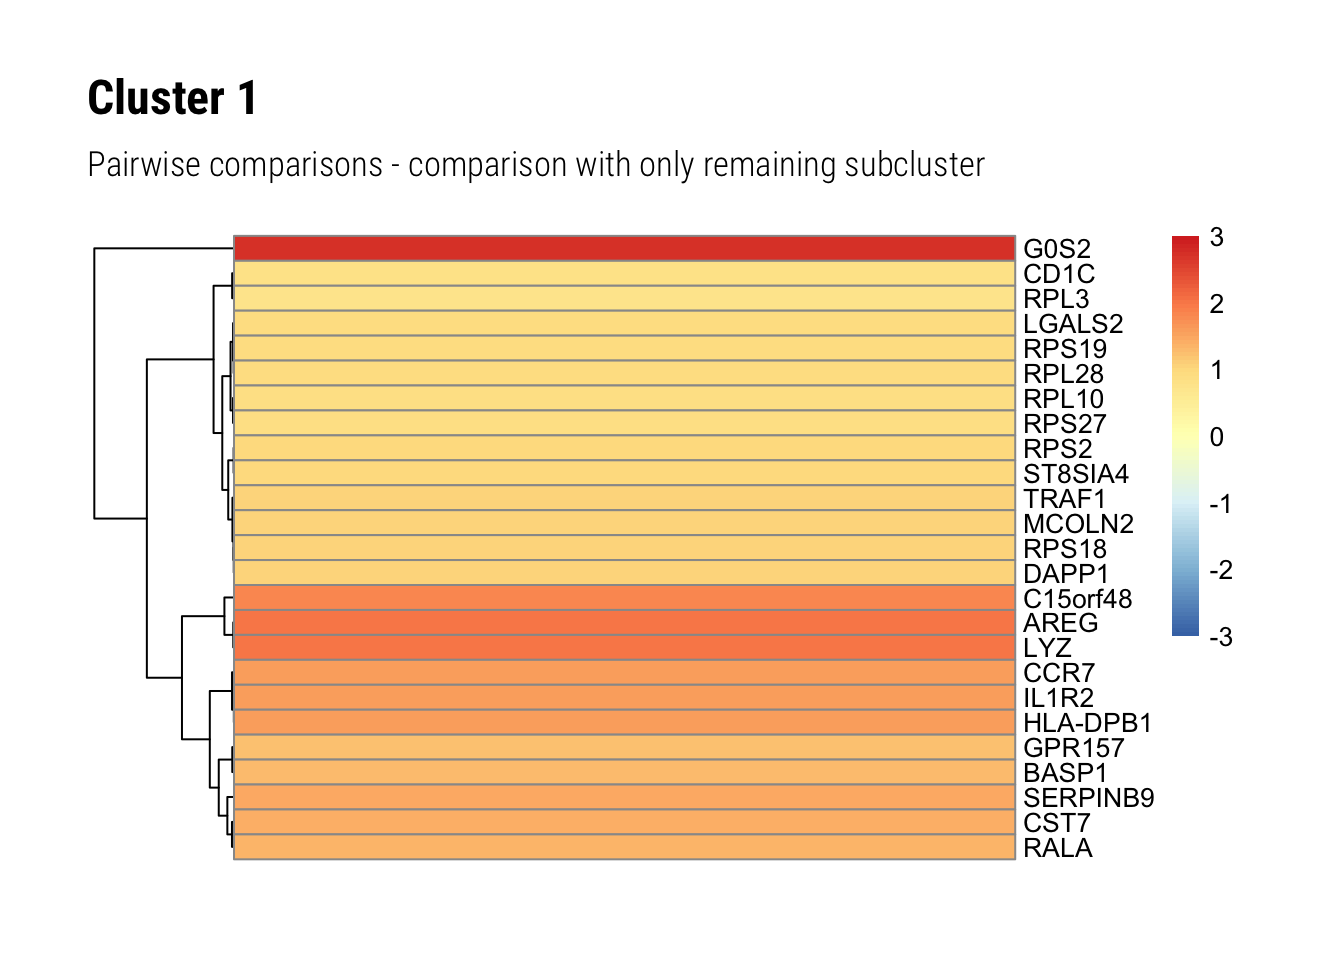 Cluster 1
Pairwise comparisons - comparison with only remaining subcluster
G0S2
CD1C
RPL3
LGALS2
RPS19
RPL28
RPL10
RPS27
RPS2
ST8SIA4
TRAF1
MCOLN2
RPS18
DAPP1
C15orf48
AREG
LYZ
CCR7
IL1R2
HLA-DPB1
GPR157
BASP1
SERPINB9
CST7
RALA
3
2
1
0
-1
-2
-3